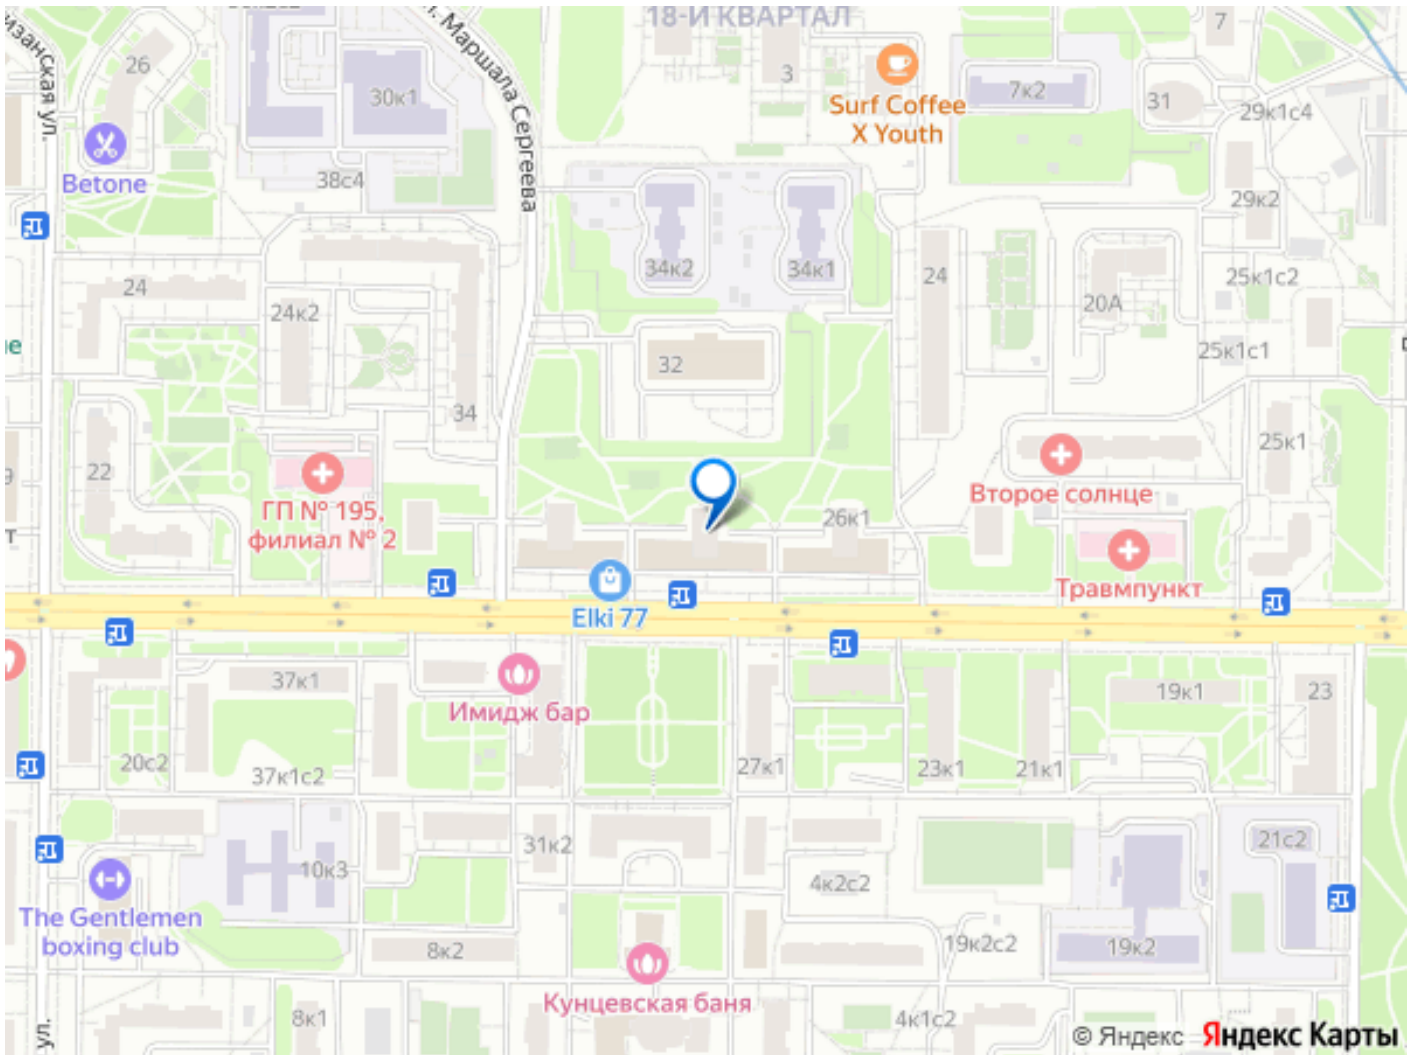 18-Й КВАРТАЛ
7
26
30к1
3
Surf Coffee
X Youth
7к2
31
29к1с4
ул.
Betone
Маршала Сергеева
38с4
29к2
34к2
34к1
24
25к1с2
24
24к2
20А
25к1с1
32
34
22
25к1
ГП № 195,
филиал № 2
26к1
Второе солнце
Травмпункт
Elki 77
37к1
Имидж бар
19к1
23
20с2
37к1с2
27к1
23к1
21к1
31к2
21с2
10к3
4к2с2
The Gentlemen
boxing club
8к2
19к2с2
19к2
Кунцевская баня
8к1
4к1с2
ул.
© Яндекс Яндекс Карты